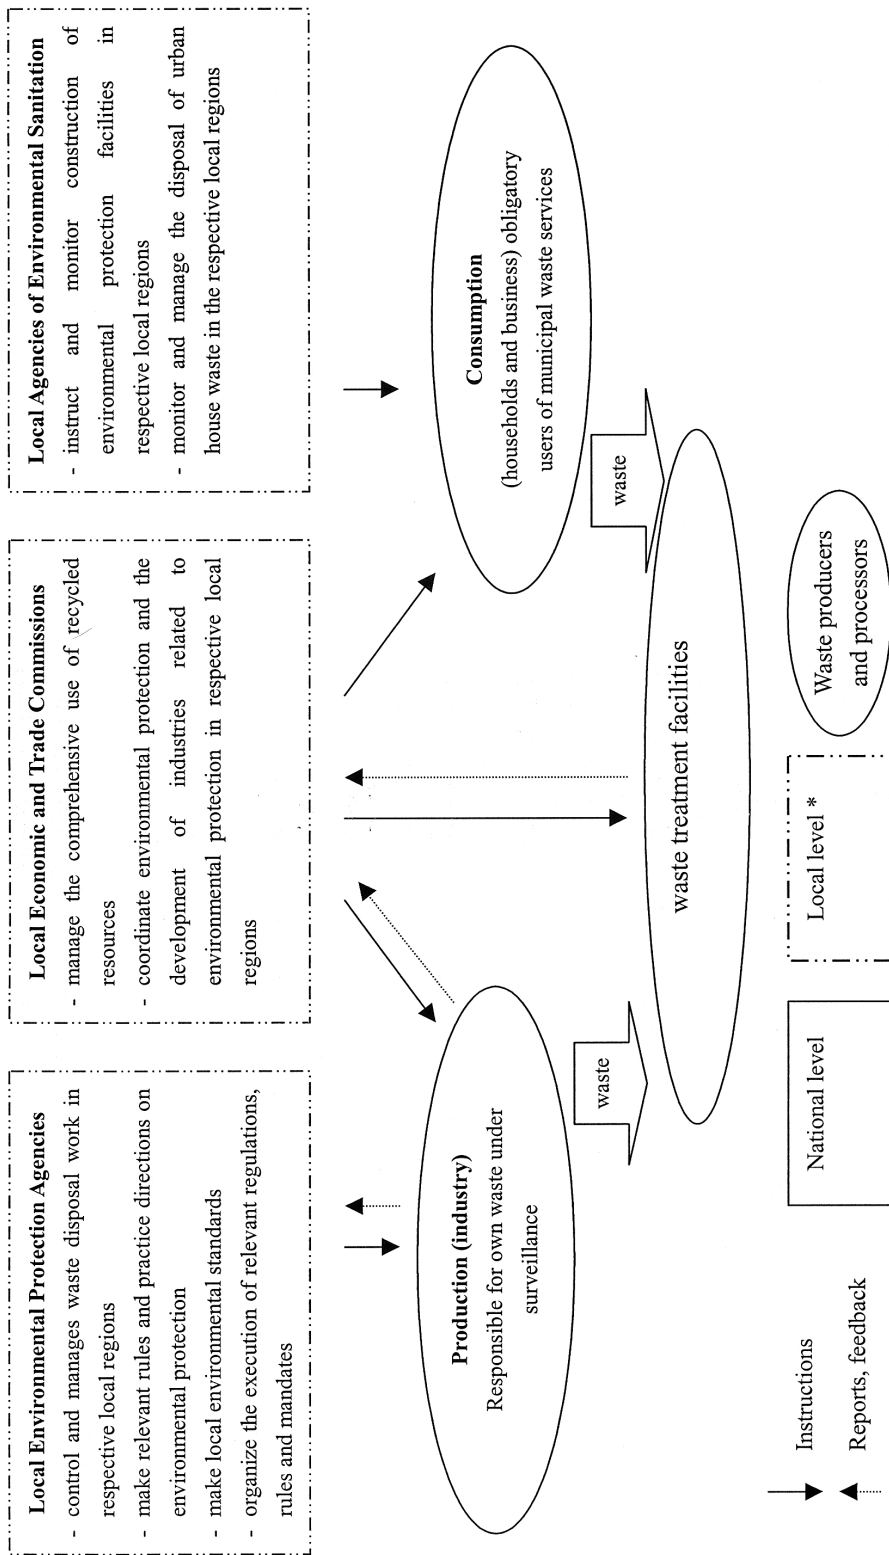 Local Environmental Protection Agencies
- control and manages waste disposal work in
respective local regions
- make relevant rules and practice directions on
environmental protection
- make local environmental standards
- organize the execution of relevant regulations,
rules and mandates
Local Economic and Trade Commissions
- manage the comprehensive use of recycled
resources
- coordinate environmental protection and the
development of industries related to
environmental protection in respective local
regions
Local Agencies of Environmental Sanitation
- instruct and monitor construction of
environmental protection facilities in
respective local regions
- monitor and manage the disposal of urban
house waste in the respective local regions
Production (industry)
Responsible for own waste under
surveillance
Consumption
(households and business) obligatory
users of municipal waste services
waste
waste
waste treatment facilities
Instructions
Reports, feedback
National level
Local level *
Waste producers
and processors